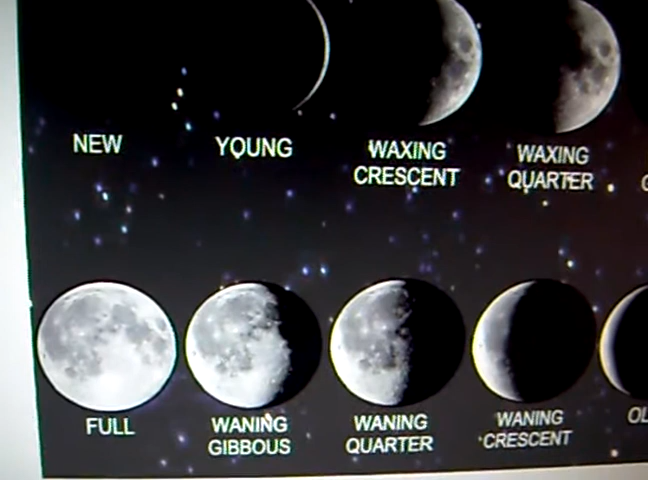 NEW
YOUNG
WAXING
CRESCENT
WAXING
QUARTER
FULL
WANING
GIBBOUS
WANING
QUARTER
WANING
CRESCENT